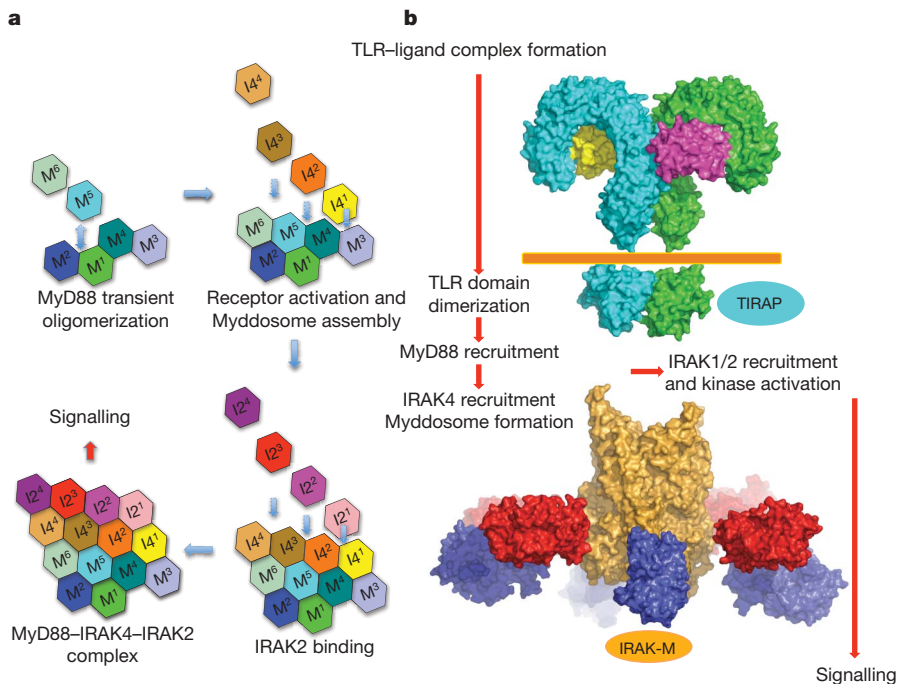 a
I4⁴
I4³
I4²
I4¹
M⁶
M⁵
M⁴
M²
M¹
M³
M⁶
M⁵
M⁴
M²
M¹
M³
MyD88 transient
oligomerization
Receptor activation and
Myddosome assembly
Signalling
I2⁴
I2³
I2²
I2¹
I4⁴
I4³
I4²
I4¹
M⁶
M⁵
M⁴
M³
M²
M¹
MyD88–IRAK4–IRAK2
complex
I2⁴
I2³
I2²
I2¹
I4⁴
I4³
I4²
I4¹
M⁶
M⁵
M⁴
M³
M²
M¹
IRAK2 binding
b
TLR–ligand complex formation
TLR domain
dimerization
TIRAP
MyD88 recruitment
IRAK1/2 recruitment
and kinase activation
IRAK4 recruitment
Myddosome formation
IRAK-M
Signalling